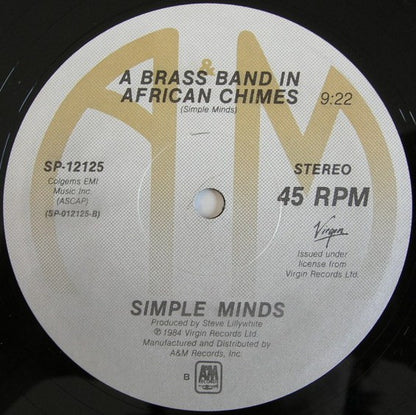 A&M
A BRASS BAND IN
AFRICAN CHIMES 9:22
(Simple Minds)
SP-12125
Colgems EMI
Music Inc.
(ASCAP)
(SP-012125-B)
STEREO
45 RPM
Virgin
Issued under
license from
Virgin Records Ltd.
SIMPLE MINDS
Produced by Steve Lillywhite
℗ 1984 Virgin Records Ltd.
Manufactured and Distributed by
A&M Records, Inc.
B
A&M
RECORDS